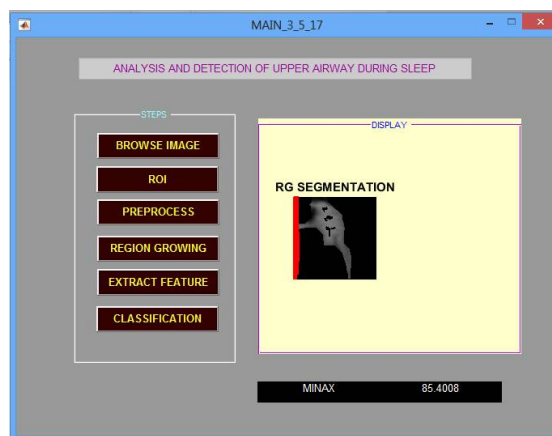 MAIN_3_5_17
ANALYSIS AND DETECTION OF UPPER AIRWAY DURING SLEEP
STEPS
BROWSE IMAGE
ROI
PREPROCESS
REGION GROWING
EXTRACT FEATURE
CLASSIFICATION
DISPLAY
RG SEGMENTATION
MINAX 85.4008